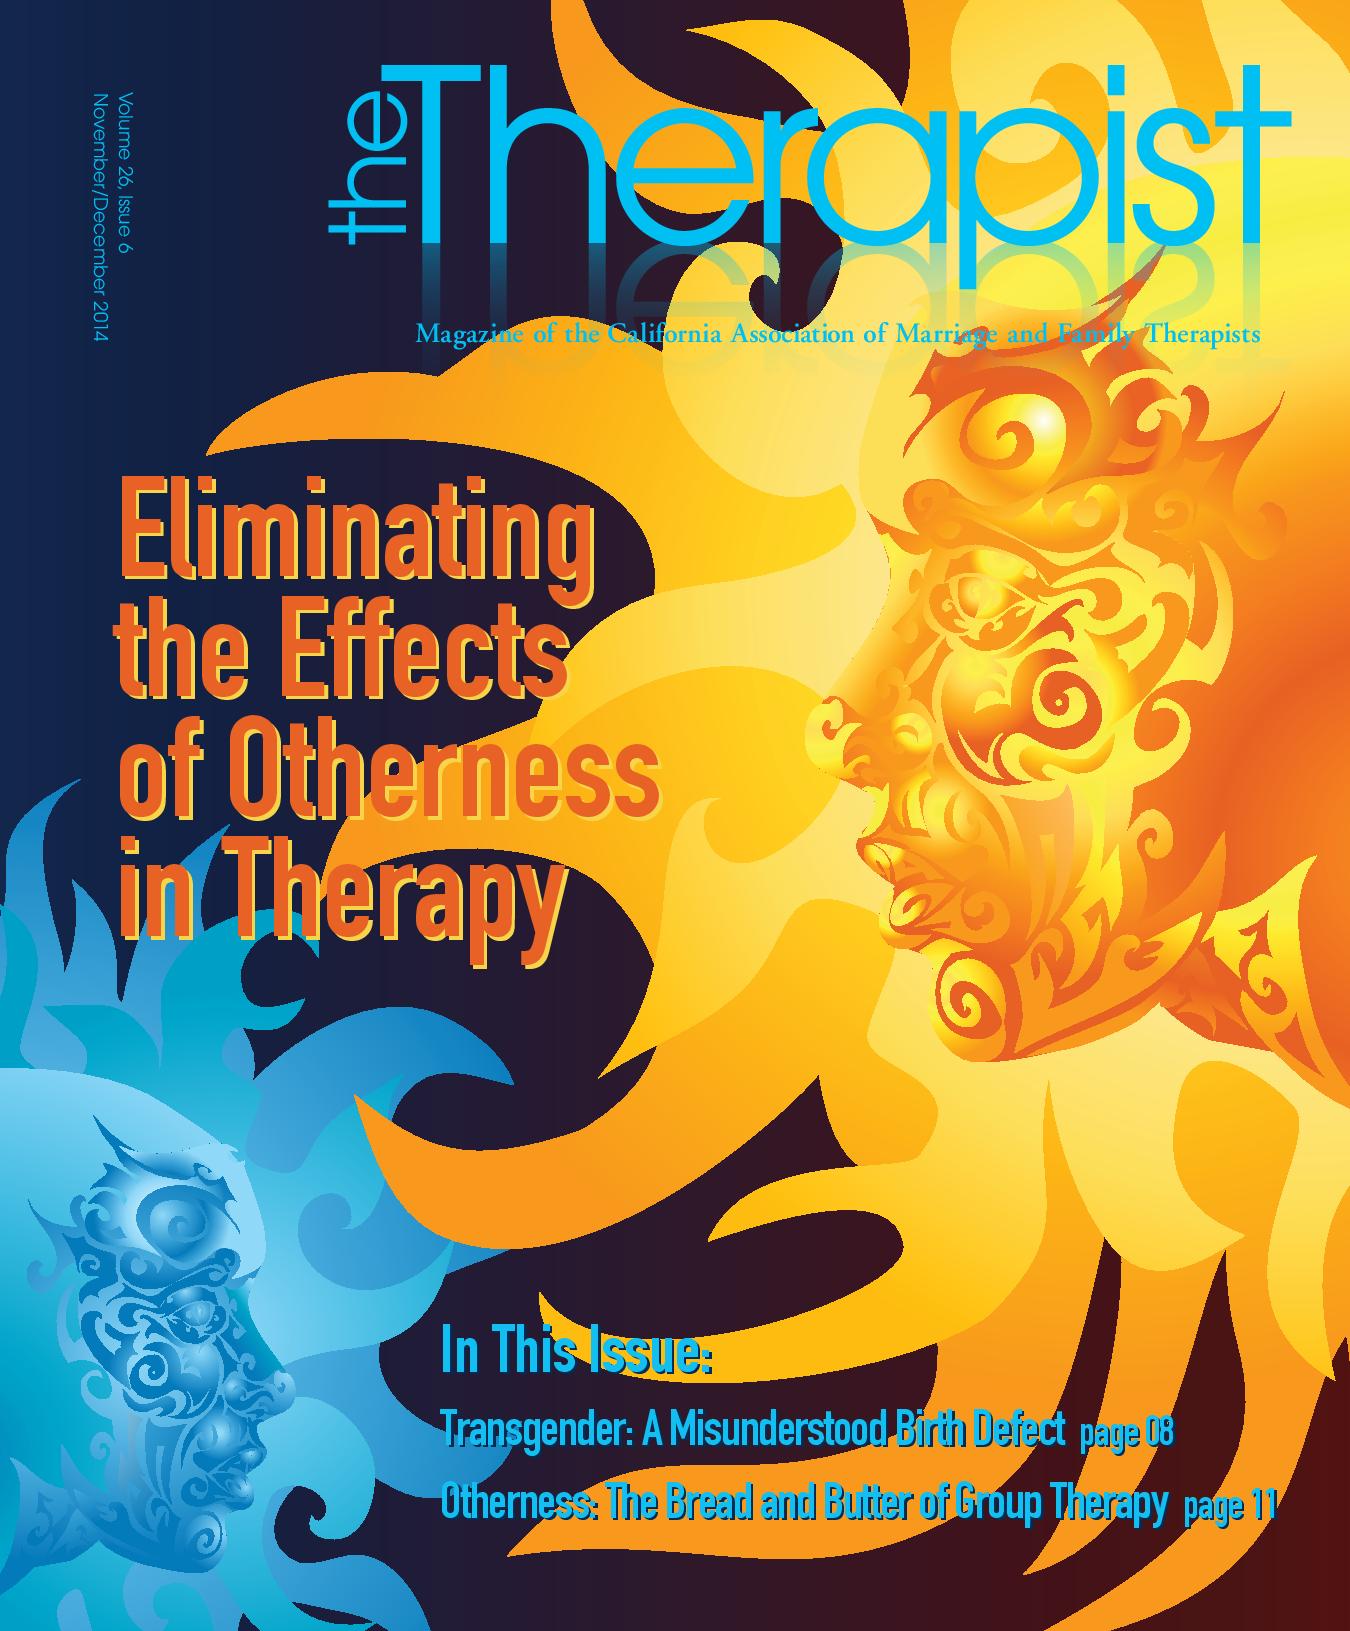 Volume 26, Issue 6
November/December 2014
the Therapist
Magazine of the California Association of Marriage and Family Therapists
Eliminating
the Effects
of Otherness
in Therapy
In This Issue:
Transgender: A Misunderstood Birth Defect page 08
Otherness: The Bread and Butter of Group Therapy page 11